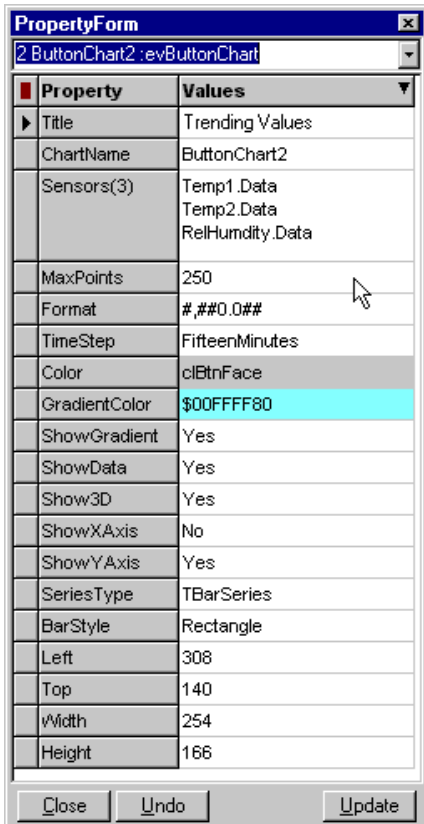 PropertyForm
2 ButtonChart2 :evButtonChart
Property Values
Title Trending Values
ChartName ButtonChart2
Sensors(3) Temp1.Data
Temp2.Data
RelHumdity.Data
MaxPoints 250
Format #,##0.0##
TimeStep FifteenMinutes
Color clBtnFace
GradientColor $00FFFF80
ShowGradient Yes
ShowData Yes
Show3D Yes
ShowXAxis No
ShowYAxis Yes
SeriesType TBarSeries
BarStyle Rectangle
Left 308
Top 140
Width 254
Height 166
Close Undo Update